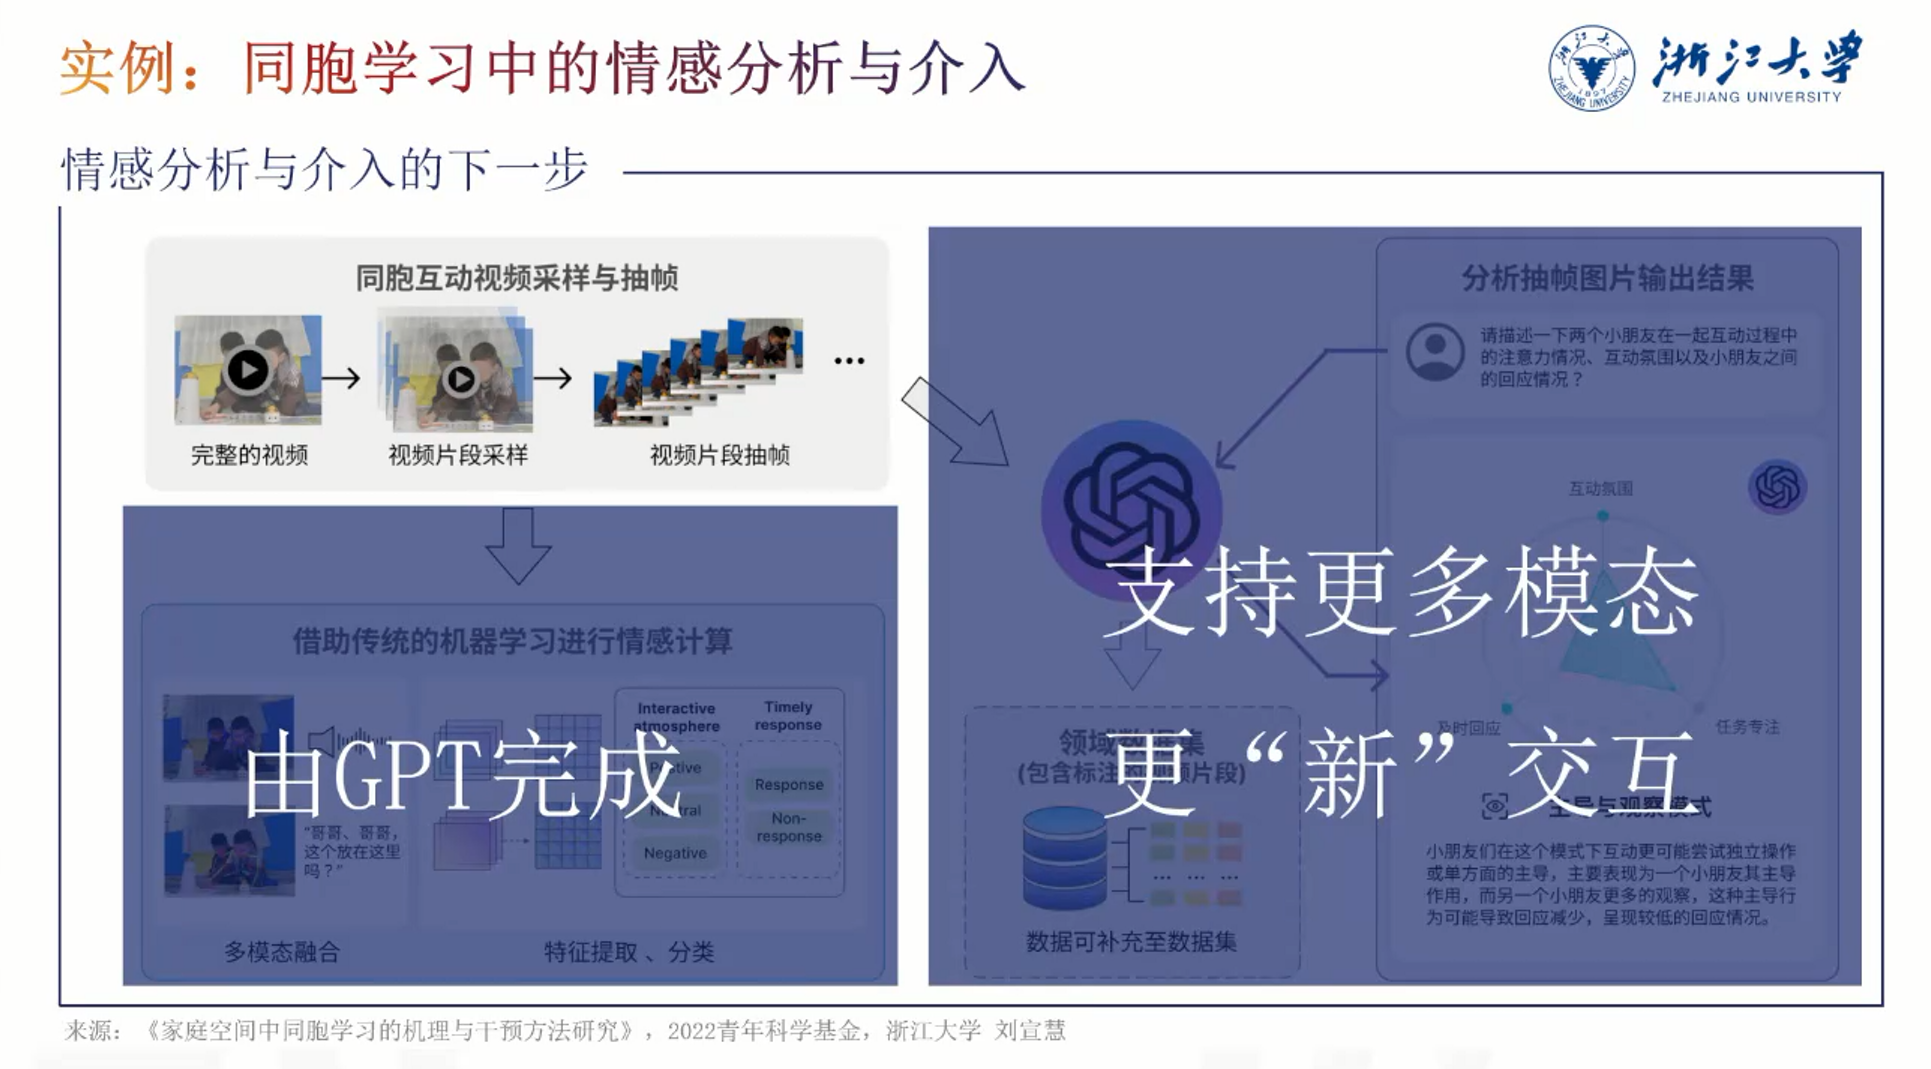 实例：同胞学习中的情感分析与介入
浙江大学
ZHEJIANG UNIVERSITY
1897
情感分析与介入的下一步
同胞互动视频采样与抽帧
完整的视频
视频片段采样
视频片段抽帧
...
借助传统的机器学习进行情感计算
“哥哥、哥哥，
这个放在这里
吗？”
多模态融合
Interactive
atmosphere
Negative
Timely
response
Response
Non-
response
特征提取、分类
由GPT完成
分析抽帧图片输出结果
请描述一下两个小朋友在一起互动过程中
的注意力情况、互动氛围以及小朋友之间
的回应情况？
互动氛围
及时回应
任务专注
支持更多模态
更“新”交互
数据可补充至数据集
主导与观察模式
小朋友们在这个模式下互动更可能尝试独立操作
或单方面的主导，主要表现为一个小朋友其主导
作用，而另一个小朋友更多的观察，这种主导行
为可能导致回应减少，呈现较低的回应情况。
来源：《家庭空间中同胞学习的机理与干预方法研究》，2022青年科学基金，浙江大学 刘宣慧